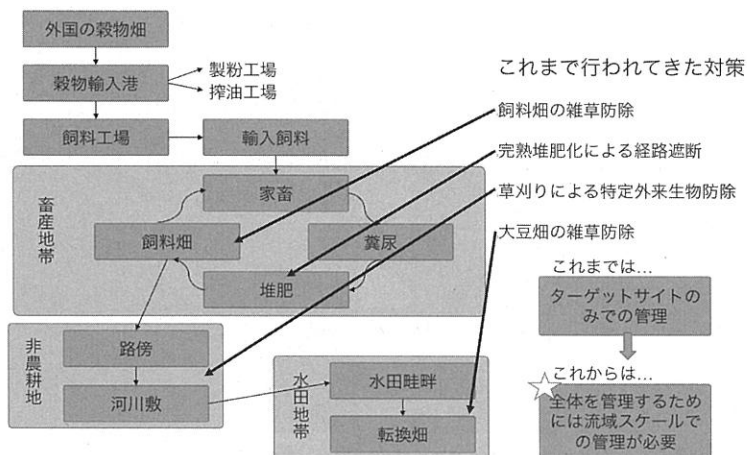 外国の穀物畑
穀物輸入港
製粉工場
搾油工場
飼料工場
輸入飼料
畜産地帯
家畜
飼料畑
糞尿
堆肥
非農耕地
路傍
河川敷
水田地帯
水田畦畔
転換畑
これまで行われてきた対策
飼料畑の雑草防除
完熟堆肥化による経路遮断
草刈りによる特定外来生物防除
大豆畑の雑草防除
これまでは…
ターゲットサイトの
みでの管理
これからは…
全体を管理するため
には流域スケールで
の管理が必要